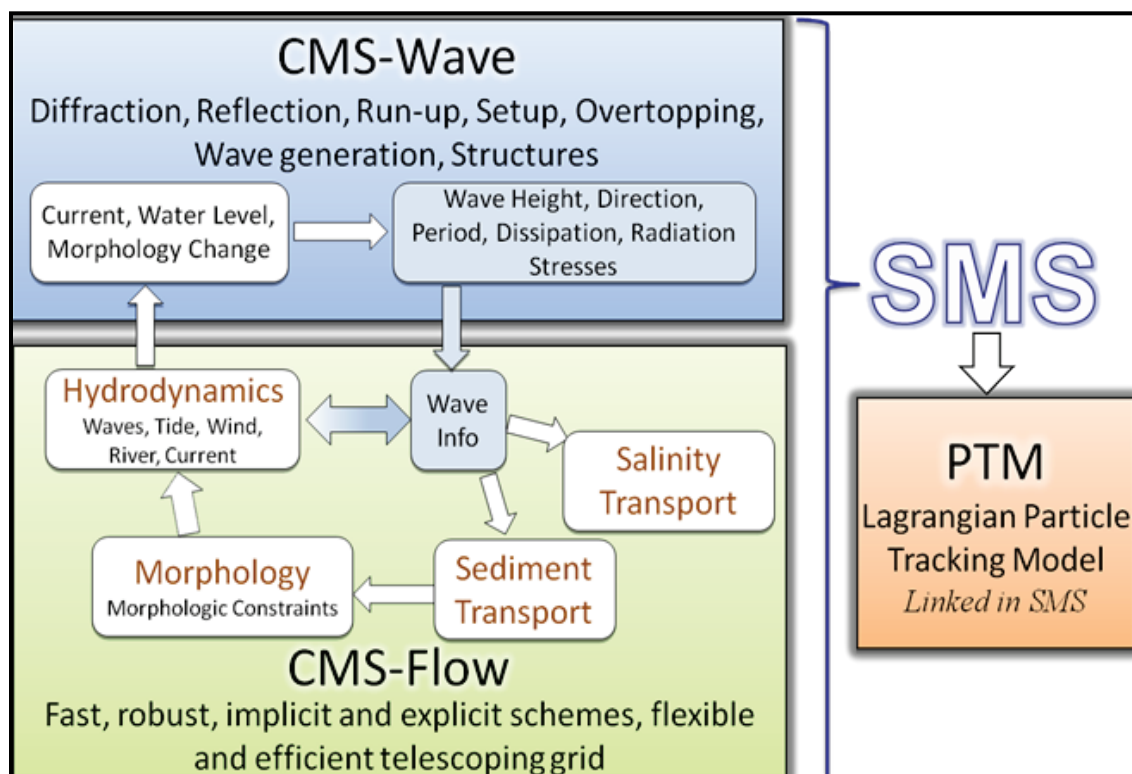 CMS-Wave
Diffraction, Reflection, Run-up, Setup, Overtopping,
Wave generation, Structures
Current, Water Level,
Morphology Change
Wave Height, Direction,
Period, Dissipation, Radiation
Stresses
SMS
Hydrodynamics
Waves, Tide, Wind,
River, Current
Wave
Info
Salinity
Transport
Morphology
Morphologic Constraints
Sediment
Transport
CMS-Flow
Fast, robust, implicit and explicit schemes, flexible
and efficient telescoping grid
PTM
Lagrangian Particle
Tracking Model
Linked in SMS